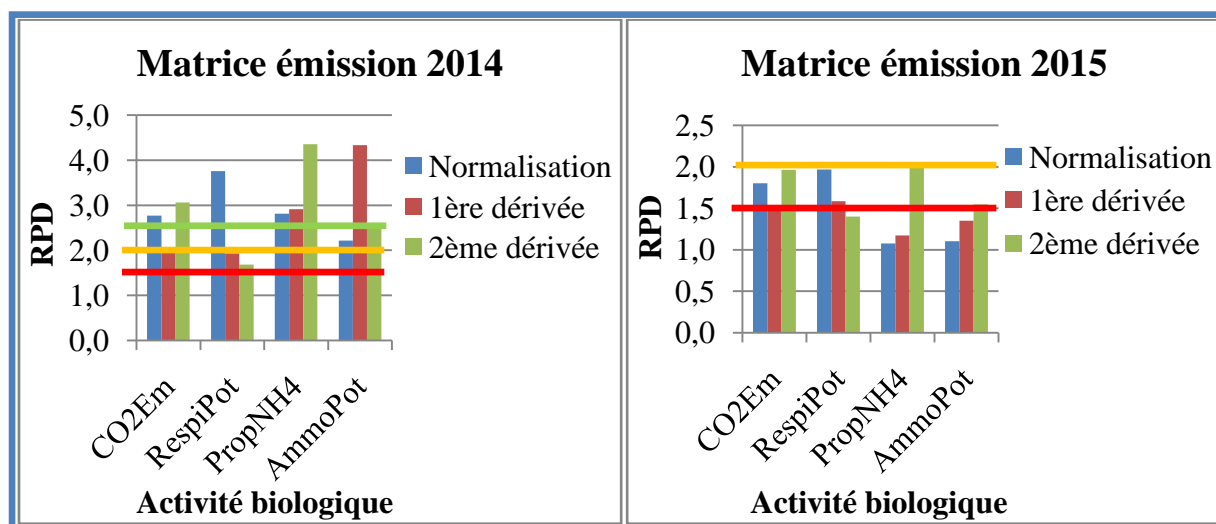 Matrice émission 2014
RPD
5,0
4,0
3,0
2,0
1,0
0,0
Normalisation
1ère dérivée
2ème dérivée
CO2Em
RespiPot
PropNH4
AmmoPot
Activité biologique
Matrice émission 2015
RPD
2,5
2,0
1,5
1,0
0,5
0,0
Normalisation
1ère dérivée
2ème dérivée
CO2Em
RespiPot
PropNH4
AmmoPot
Activité biologique